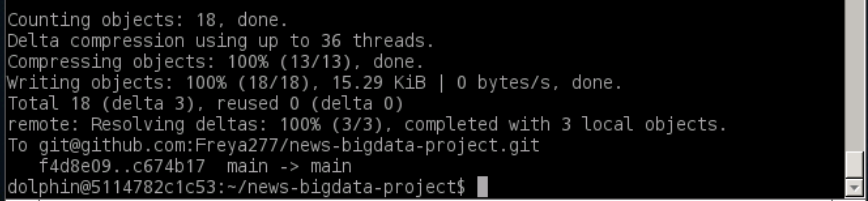 Counting objects: 18, done.
Delta compression using up to 36 threads.
Compressing objects: 100% (13/13), done.
Writing objects: 100% (18/18), 15.29 KiB | 0 bytes/s, done.
Total 18 (delta 3), reused 0 (delta 0)
remote: Resolving deltas: 100% (3/3), completed with 3 local objects.
To git@github.com:Freya277/news-bigdata-project.git
   f4d8e09..c674b17  main -> main
dolphin@5114782c1c53:~/news-bigdata-project$